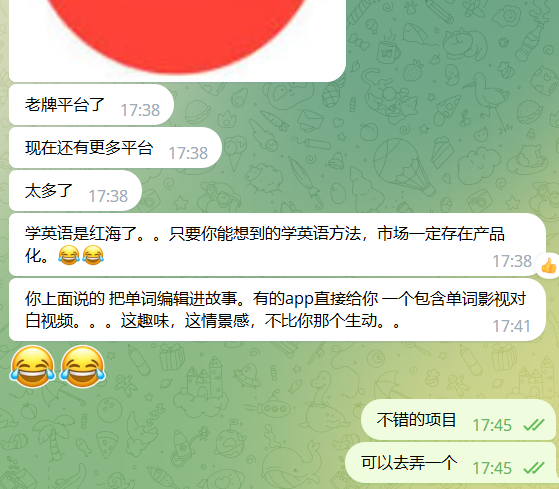 老牌平台了 17:38
现在还有更多平台 17:38
太多了 17:38
学英语是红海了。。只要你能想到的学英语方法，市场一定存在产品
化。😂😂 17:38
你上面说的 把单词编辑进故事。有的app直接给你 一个包含单词影视对
白视频。。。这趣味，这情景感，不比你那个生动。。 17:41
不错的项目 17:45
可以去弄一个 17:45